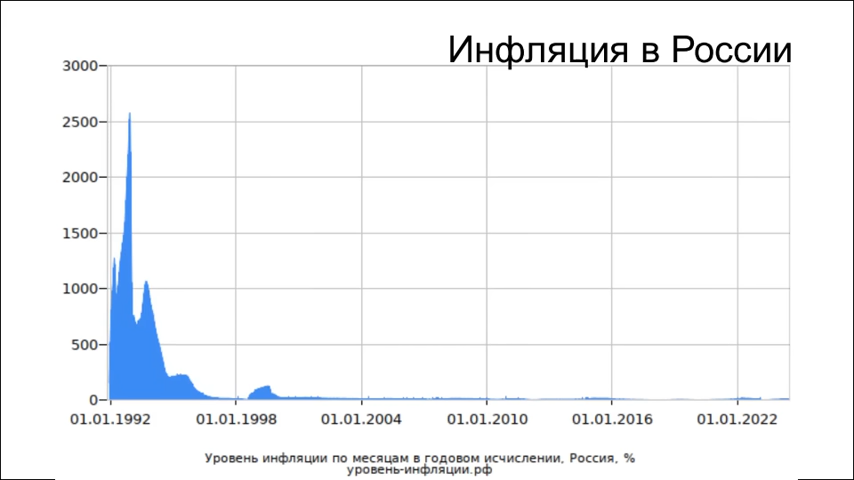 Инфляция в России
3000
2500
2000
1500
1000
500
0
01.01.1992 01.01.1998 01.01.2004 01.01.2010 01.01.2016 01.01.2022
Уровень инфляции по месяцам в годовом исчислении, Россия, %
уровень-инфляции.рф